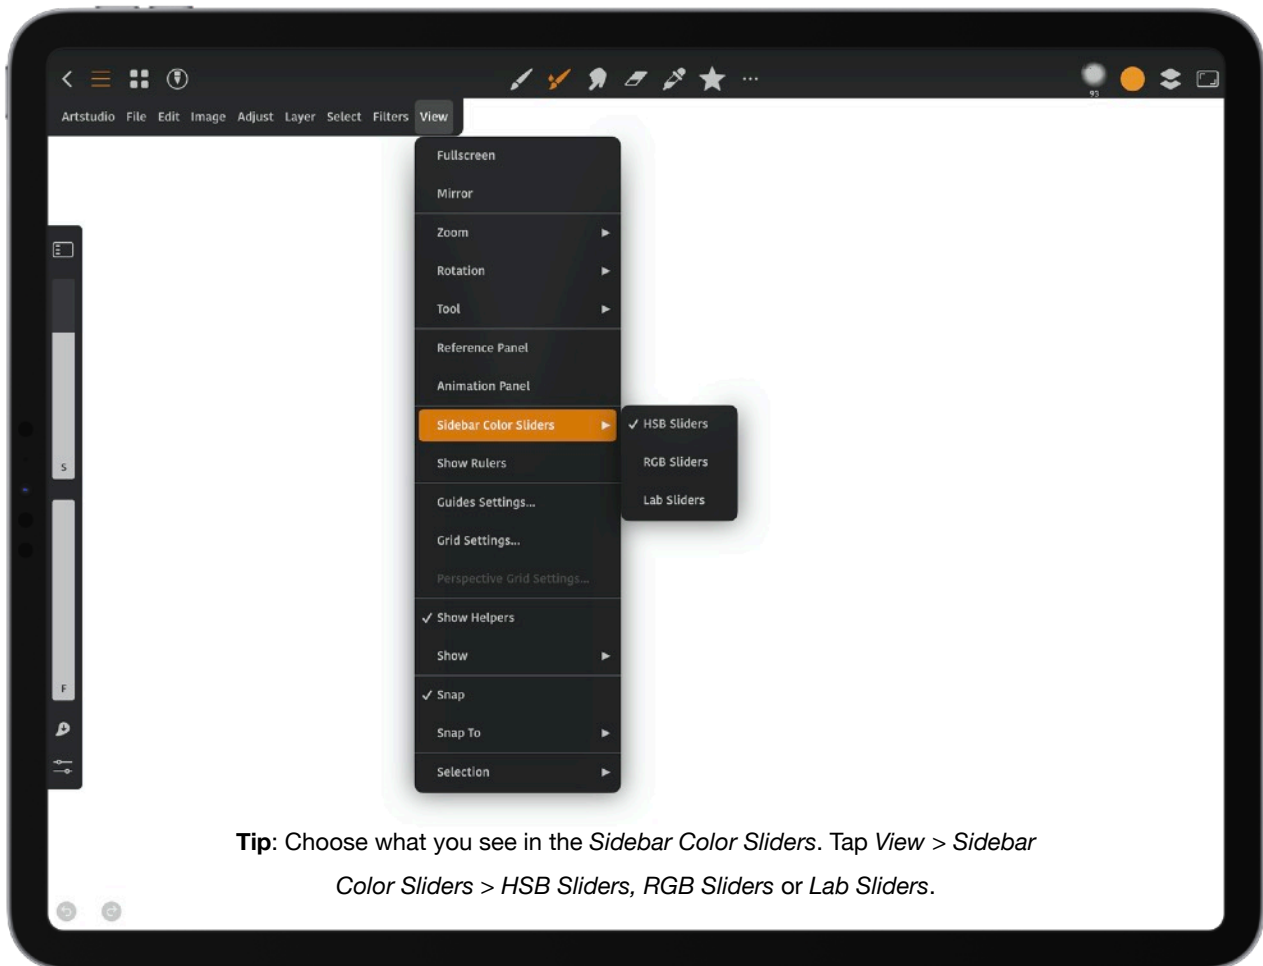 93
Artstudio File Edit Image Adjust Layer Select Filters View
Fullscreen
Mirror
Zoom
Rotation
Tool
Reference Panel
Animation Panel
Sidebar Color Sliders
HSB Sliders
RGB Sliders
Lab Sliders
Show Rulers
Guides Settings...
Grid Settings...
Perspective Grid Settings...
Show Helpers
Show
Snap
Snap To
Selection
S
F
Tip: Choose what you see in the Sidebar Color Sliders. Tap View > Sidebar
Color Sliders > HSB Sliders, RGB Sliders or Lab Sliders.